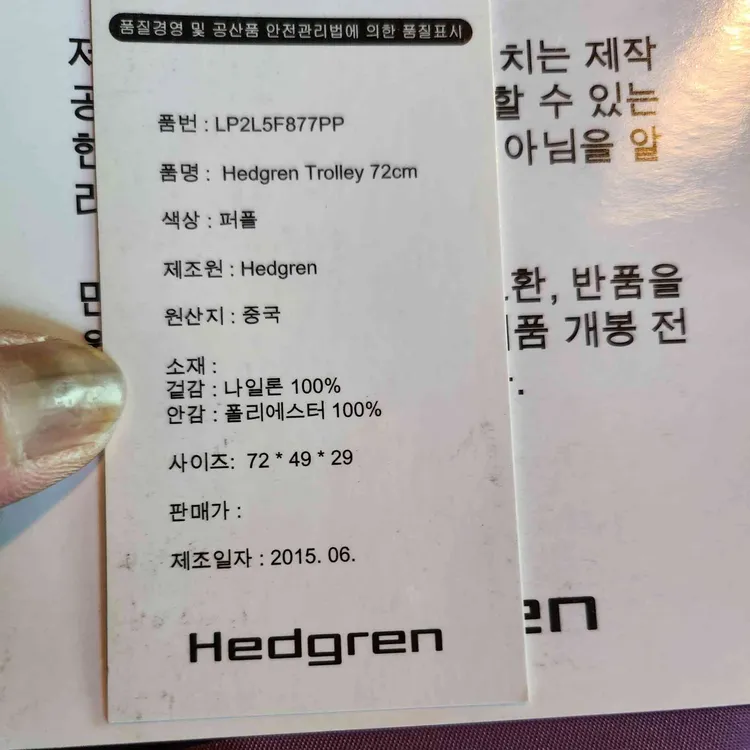 품질경영 및 공산품 안전관리법에 의한 품질표시
품번 : LP2L5F877PP
품명 : Hedgren Trolley 72cm
색상 : 퍼플
제조원 : Hedgren
원산지 : 중국
소재 :
겉감 : 나일론 100%
안감 : 폴리에스터 100%
사이즈: 72 * 49 * 29
판매가 :
제조일자 : 2015. 06.
Hedgren
치는 제작
할 수 있는
아님을 알
환, 반품을
품 개봉 전